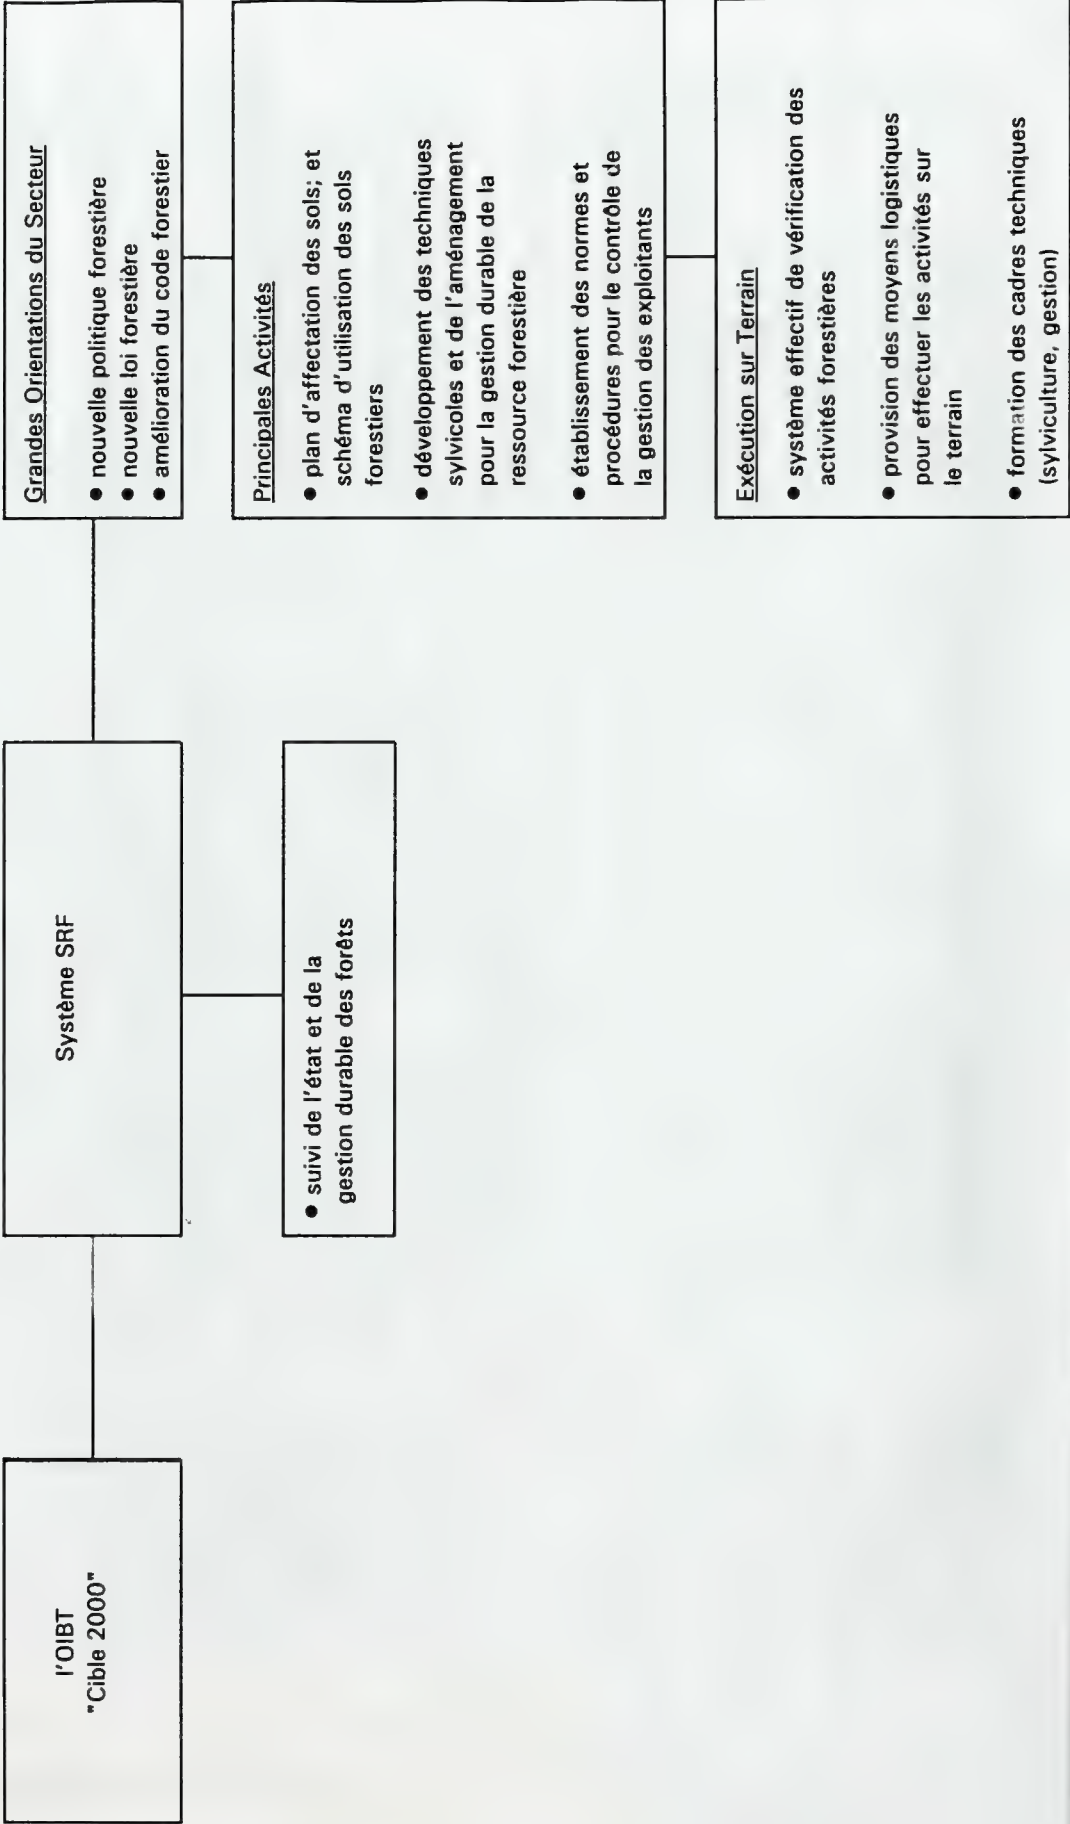 l'OIBT
"Cible 2000"
Système SRF
● suivi de l'état et de la
gestion durable des forêts
Grandes Orientations du Secteur
● nouvelle politique forestière
● nouvelle loi forestière
● amélioration du code forestier
Principales Activités
● plan d'affectation des sols; et
schéma d'utilisation des sols
forestiers
● développement des techniques
sylvicoles et de l'aménagement
pour la gestion durable de la
ressource forestière
● établissement des normes et
procédures pour le contrôle de
la gestion des exploitants
Exécution sur Terrain
● système effectif de vérification des
activités forestières
● provision des moyens logistiques
pour effectuer les activités sur
le terrain
● formation des cadres techniques
(sylviculture, gestion)